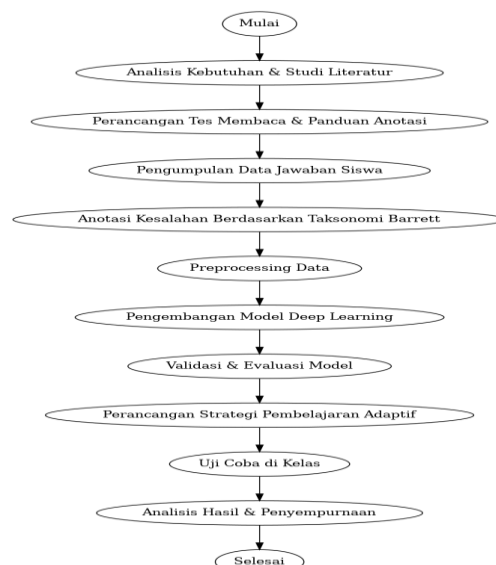 Mulai
Analisis Kebutuhan & Studi Literatur
Perancangan Tes Membaca & Panduan Anotasi
Pengumpulan Data Jawaban Siswa
Anotasi Kesalahan Berdasarkan Taksonomi Barrett
Preprocessing Data
Pengembangan Model Deep Learning
Validasi & Evaluasi Model
Perancangan Strategi Pembelajaran Adaptif
Uji Coba di Kelas
Analisis Hasil & Penyempurnaan
Selesai